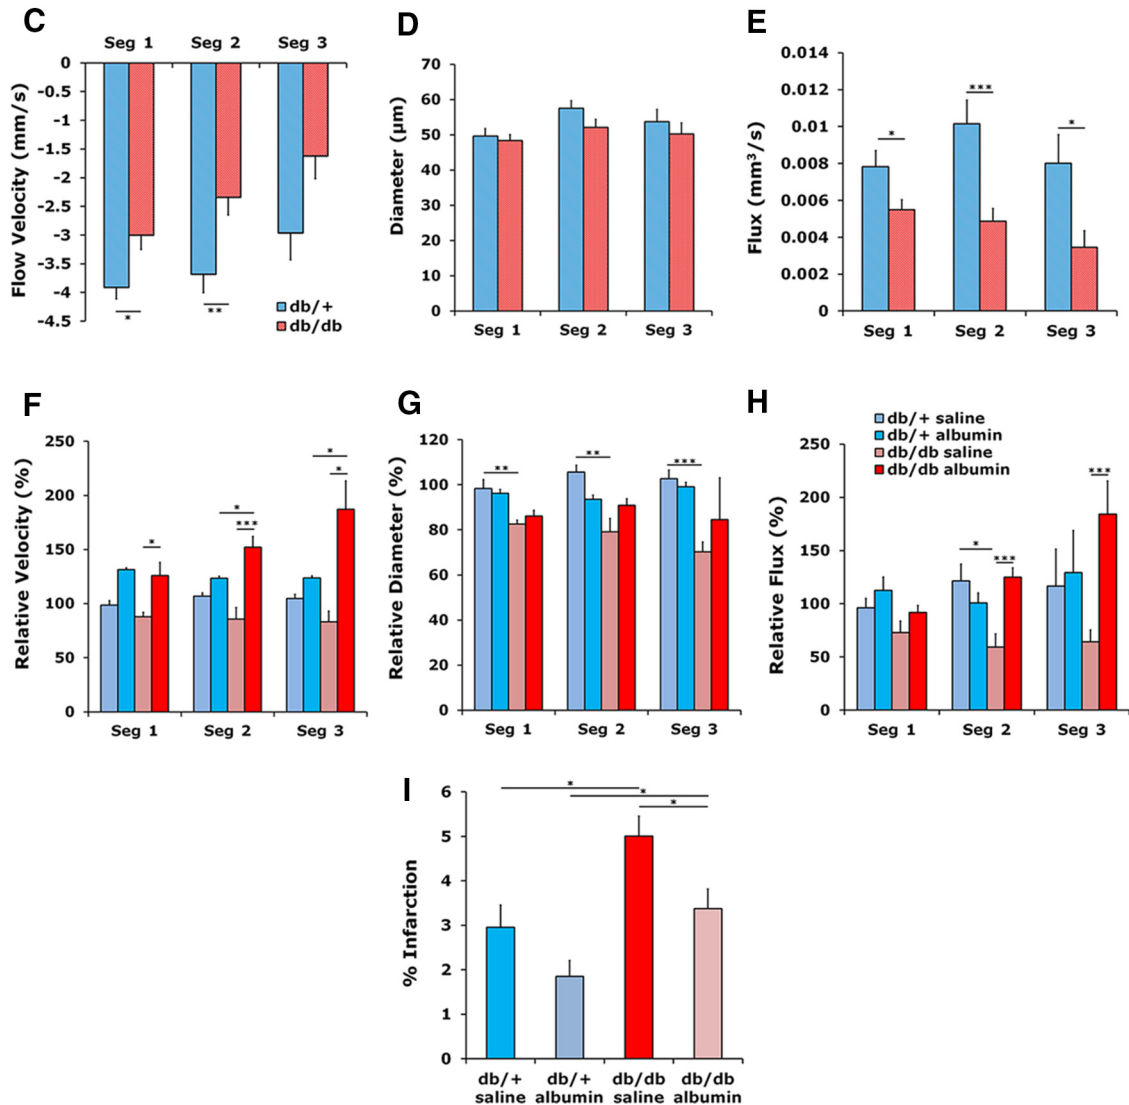 C
Seg 1 Seg 2 Seg 3
Flow Velocity (mm/s)
0
-.5
-1
-1.5
-2
-2.5
-3
-3.5
-4
-4.5
* **
db/+
db/db
D
Diameter (µm)
70
60
50
40
30
20
10
0
Seg 1 Seg 2 Seg 3
E
Flux (mm³/s)
0.014
0.012
0.01
0.008
0.006
0.004
0.002
0
* *** *
Seg 1 Seg 2 Seg 3
F
Relative Velocity (%)
250
200
150
100
50
0
* * *** * *
Seg 1 Seg 2 Seg 3
G
Relative Diameter (%)
120
100
80
60
40
20
0
** ** ***
Seg 1 Seg 2 Seg 3
H
db/+ saline
db/+ albumin
db/db saline
db/db albumin
Relative Flux (%)
250
200
150
100
50
0
* *** ***
Seg 1 Seg 2 Seg 3
I
% Infarction
6
5
4
3
2
1
0
* * *
db/+ db/+ db/db db/db
saline albumin saline albumin